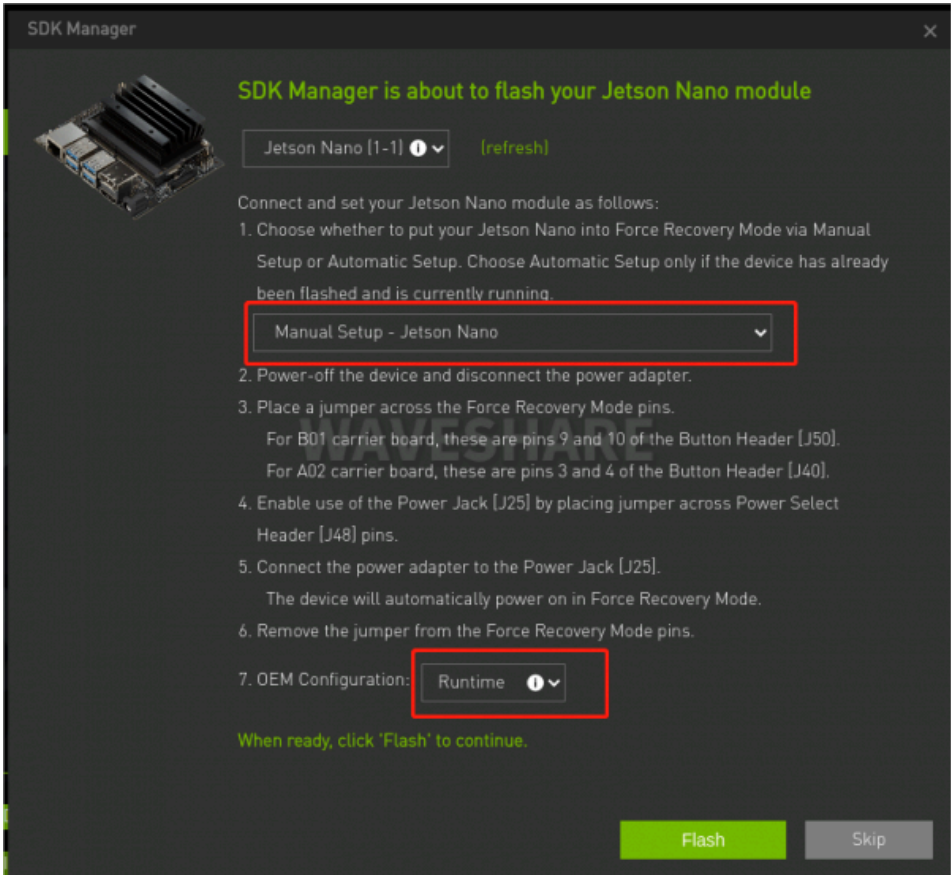 SDK Manager
SDK Manager is about to flash your Jetson Nano module
Jetson Nano [1-1]
(refresh)
Connect and set your Jetson Nano module as follows:
1. Choose whether to put your Jetson Nano into Force Recovery Mode via Manual
Setup or Automatic Setup. Choose Automatic Setup only if the device has already
been flashed and is currently running.
Manual Setup - Jetson Nano
2. Power-off the device and disconnect the power adapter.
3. Place a jumper across the Force Recovery Mode pins.
WAVESHARE
For B01 carrier board, these are pins 9 and 10 of the Button Header [J50].
For A02 carrier board, these are pins 3 and 4 of the Button Header [J40].
4. Enable use of the Power Jack [J25] by placing jumper across Power Select
Header [J48] pins.
5. Connect the power adapter to the Power Jack [J25].
The device will automatically power on in Force Recovery Mode.
6. Remove the jumper from the Force Recovery Mode pins.
7. OEM Configuration:
Runtime
When ready, click 'Flash' to continue.
Flash
Skip